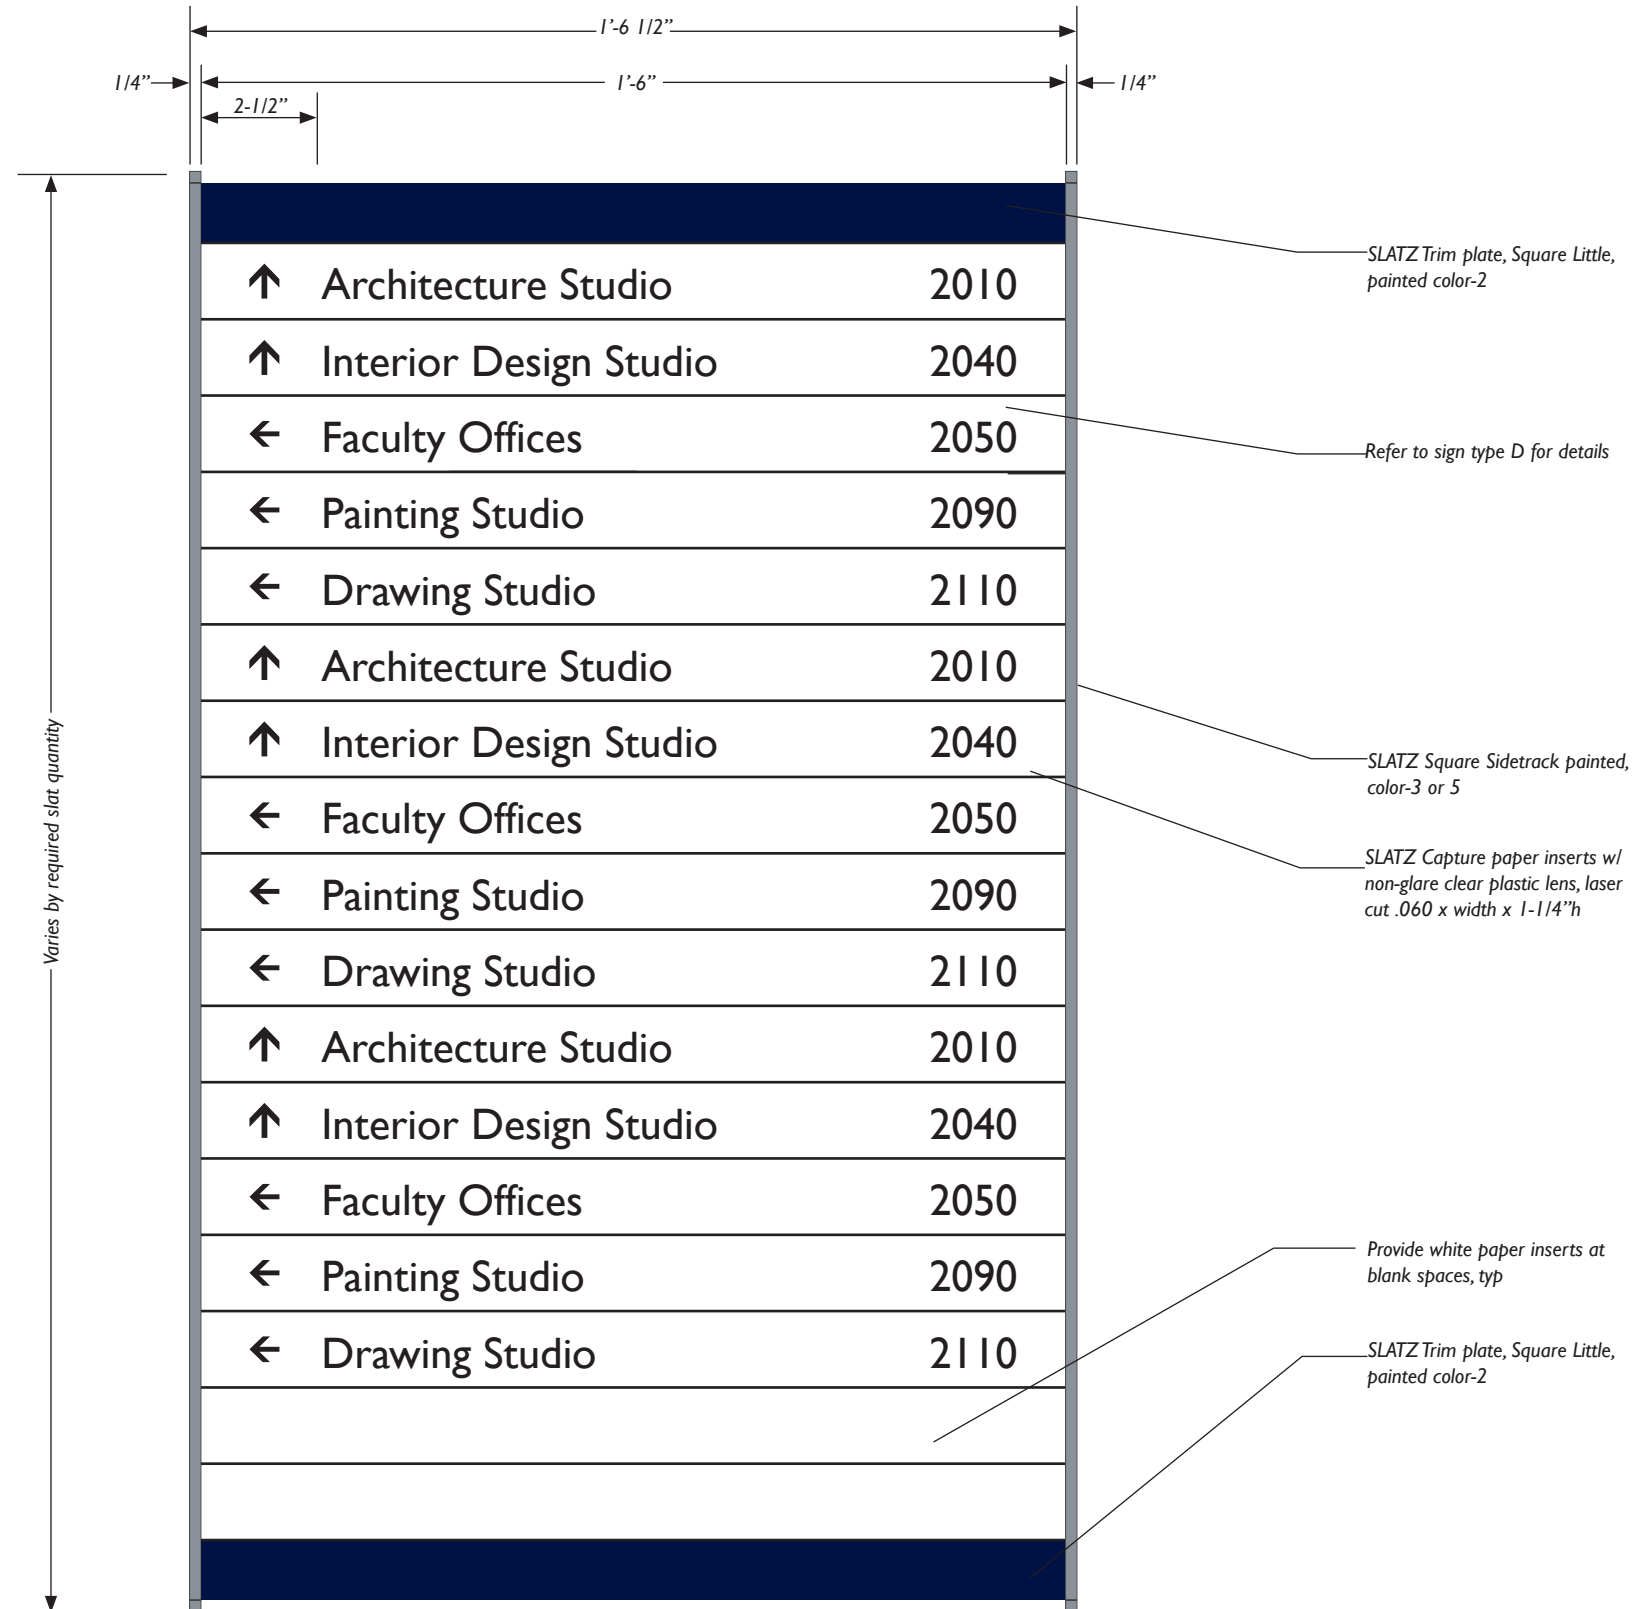 1’-6 1/2”
1/4”
1’-6”
1/4”
2-1/2”
Varies by required slat quantity
Architecture Studio 2010
Interior Design Studio 2040
Faculty Offices 2050
Painting Studio 2090
Drawing Studio 2110
Architecture Studio 2010
Interior Design Studio 2040
Faculty Offices 2050
Painting Studio 2090
Drawing Studio 2110
Architecture Studio 2010
Interior Design Studio 2040
Faculty Offices 2050
Painting Studio 2090
Drawing Studio 2110
SLATZ Trim plate, Square Little,
painted color-2
Refer to sign type D for details
SLATZ Square Sidetrack painted,
color-3 or 5
SLATZ Capture paper inserts w/
non-glare clear plastic lens, laser
cut .060 x width x 1-1/4”h
Provide white paper inserts at
blank spaces, typ
SLATZ Trim plate, Square Little,
painted color-2